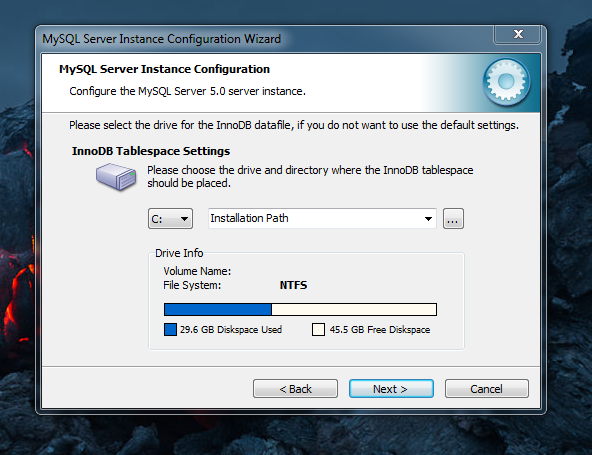 MySQL Server Instance Configuration Wizard
MySQL Server Instance Configuration
Configure the MySQL Server 5.0 server instance.
Please select the drive for the InnoDB datafile, if you do not want to use the default settings.
InnoDB Tablespace Settings
Please choose the drive and directory where the InnoDB tablespace
should be placed.
C: Installation Path ...
Drive Info
Volume Name:
File System: NTFS
29.6 GB Diskspace Used 45.5 GB Free Diskspace
< Back Next > Cancel